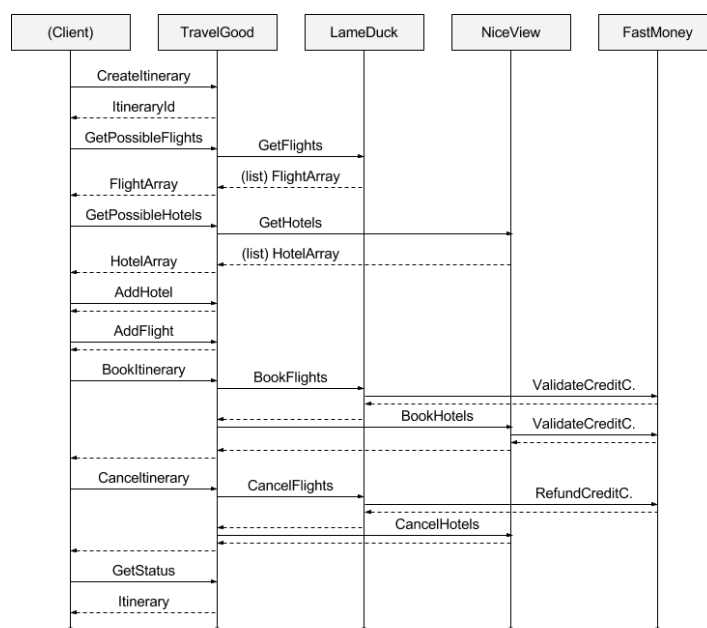 (Client) TravelGood LameDuck NiceView FastMoney
CreateItinerary
ItineraryId
GetPossibleFlights
GetFlights
(list) FlightArray
FlightArray
GetPossibleHotels
GetHotels
(list) HotelArray
HotelArray
AddHotel
AddFlight
BookItinerary
BookFlights
ValidateCreditC.
BookHotels
ValidateCreditC.
CanceItinerary
CancelFlights
RefundCreditC.
CancelHotels
GetStatus
Itinerary